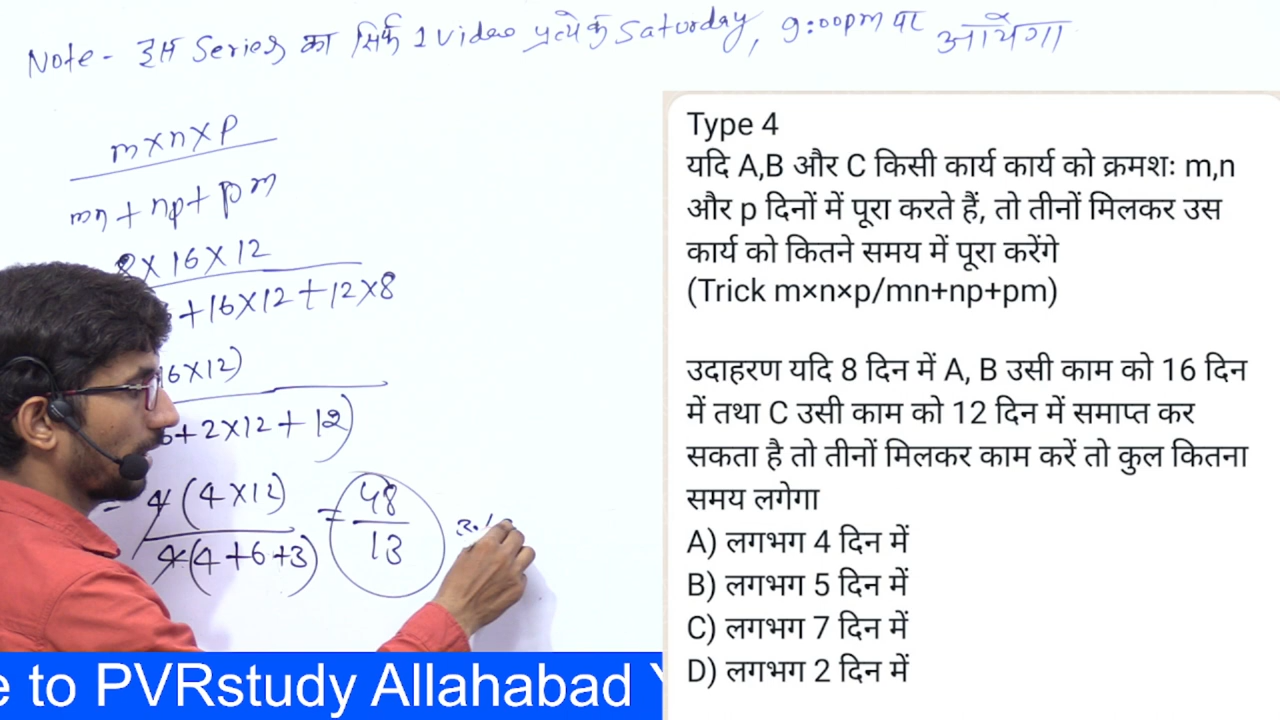 Note - इस Series का सिर्फ 1 Video प्रत्येक Saturday, 9:00pm पर आयेगा
m×n×p
mn + np + pm
8×16×12
+16×12+12×8
6×12)
+2×12+12)
= 4(4×12)
4(4+6+3)
= 48
13
Type 4
यदि A,B और C किसी कार्य कार्य को क्रमशः m,n
और p दिनों में पूरा करते हैं, तो तीनों मिलकर उस
कार्य को कितने समय में पूरा करेंगे
(Trick m×n×p/mn+np+pm)
उदाहरण यदि 8 दिन में A, B उसी काम को 16 दिन
में तथा C उसी काम को 12 दिन में समाप्त कर
सकता है तो तीनों मिलकर काम करें तो कुल कितना
समय लगेगा
A) लगभग 4 दिन में
B) लगभग 5 दिन में
C) लगभग 7 दिन में
D) लगभग 2 दिन में
e to PVRstudy Allahabad